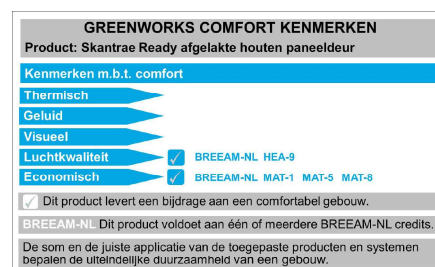 GREENWORKS COMFORT KENMERKEN
Product: Skantrae Ready afgelakte houten paneeldeur
Kenmerken m.b.t. comfort
Thermisch
Geluid
Visueel
Luchtkwaliteit BREEAM-NL HEA-9
Economisch BREEAM-NL MAT-1 MAT-5 MAT-8
Dit product levert een bijdrage aan een comfortabel gebouw.
BREEAM-NL Dit product voldoet aan één of meerdere BREEAM-NL credits.
De som en de juiste applicatie van de toegepaste producten en systemen
bepalen de uiteindelijke duurzaamheid van een gebouw.